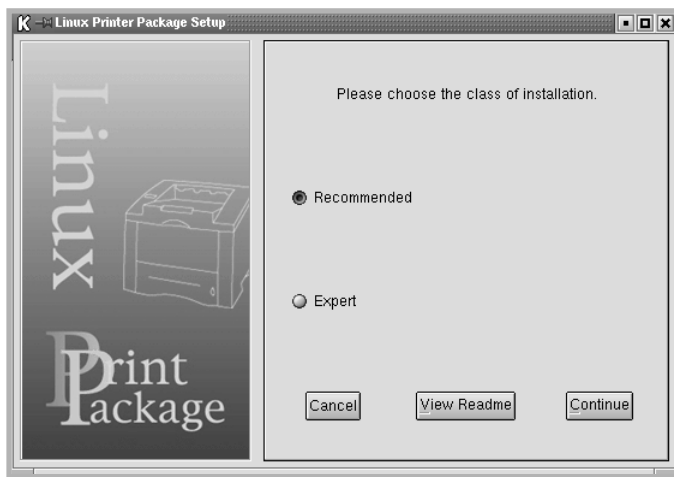 Linux Printer Package Setup
Linux
Print
Package
Please choose the class of installation.
Recommended
Expert
Cancel
View Readme
Continue